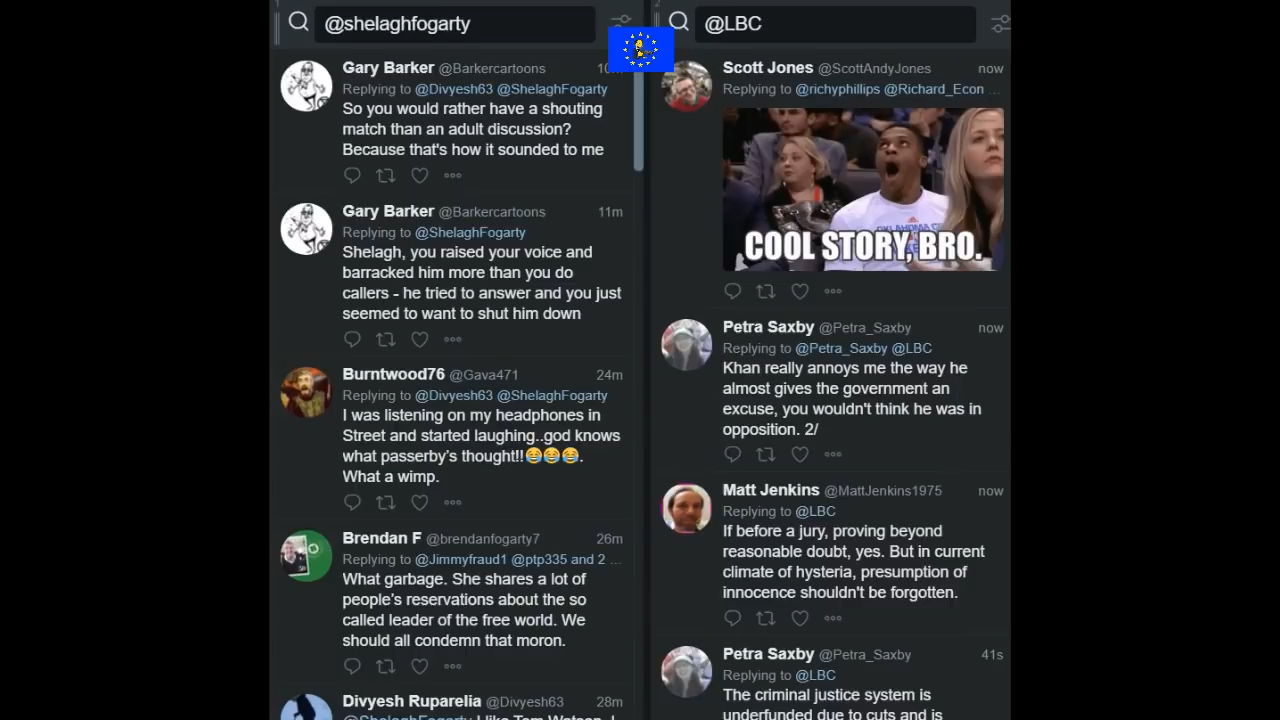 @shelaghfogarty
Gary Barker @Barkercartoons
Replying to @Divyesh63 @ShelaghFogarty
So you would rather have a shouting
match than an adult discussion?
Because that's how it sounded to me
Gary Barker @Barkercartoons 11m
Replying to @ShelaghFogarty
Shelagh, you raised your voice and
barracked him more than you do
callers - he tried to answer and you just
seemed to want to shut him down
Burntwood76 @Gava471 24m
Replying to @Divyesh63 @ShelaghFogarty
I was listening on my headphones in
Street and started laughing..god knows
what passerby's thought!!😂😂😂.
What a wimp.
Brendan F @brendanfogarty7 26m
Replying to @Jimmyfraud1 @ptp335 and 2 ...
What garbage. She shares a lot of
people's reservations about the so
called leader of the free world. We
should all condemn that moron.
Divyesh Ruparelia @Divyesh63 28m
@ShelaghFogarty I like Tom Watson. I
@LBC
Scott Jones @ScottAndyJones now
Replying to @richyphillips @Richard_Econ ...
COOL STORY, BRO.
Petra Saxby @Petra_Saxby now
Replying to @Petra_Saxby @LBC
Khan really annoys me the way he
almost gives the government an
excuse, you wouldn't think he was in
opposition. 2/
Matt Jenkins @MattJenkins1975 now
Replying to @LBC
If before a jury, proving beyond
reasonable doubt, yes. But in current
climate of hysteria, presumption of
innocence shouldn't be forgotten.
Petra Saxby @Petra_Saxby 41s
Replying to @LBC
The criminal justice system is
underfunded due to cuts and is